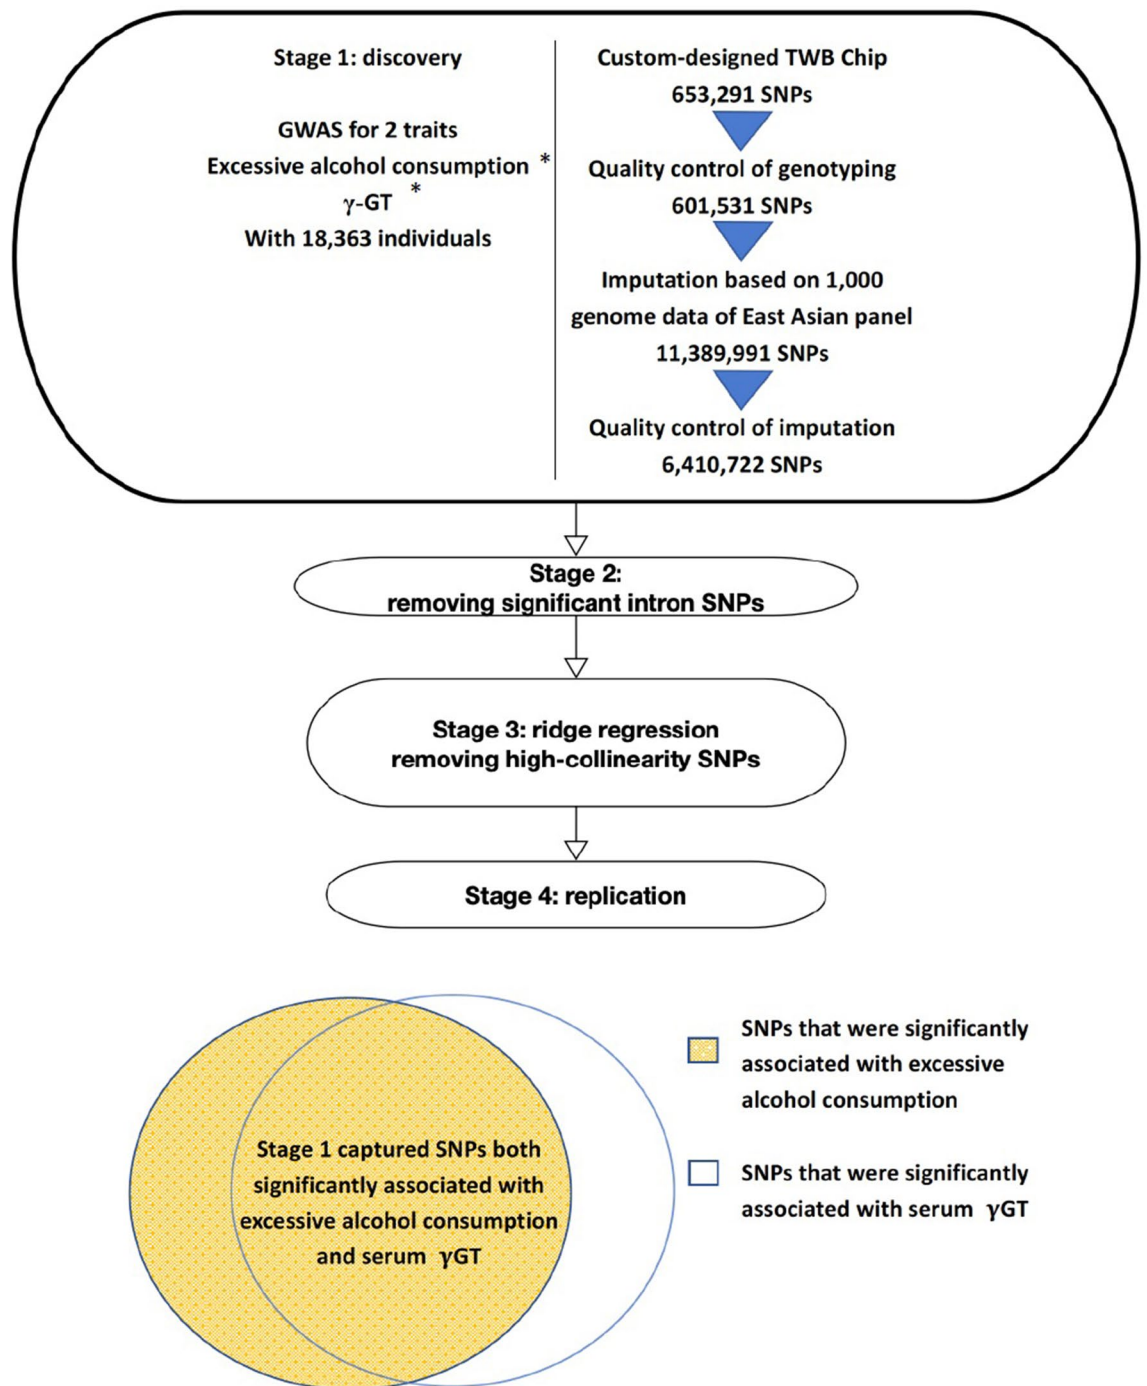 Stage 1: discovery
GWAS for 2 traits
Excessive alcohol consumption *
γ-GT *
With 18,363 individuals
Custom-designed TWB Chip
653,291 SNPs
Quality control of genotyping
601,531 SNPs
Imputation based on 1,000
genome data of East Asian panel
11,389,991 SNPs
Quality control of imputation
6,410,722 SNPs
Stage 2:
removing significant intron SNPs
Stage 3: ridge regression
removing high-collinearity SNPs
Stage 4: replication
Stage 1 captured SNPs both
significantly associated with
excessive alcohol consumption
and serum γGT
SNPs that were significantly
associated with excessive
alcohol consumption
SNPs that were significantly
associated with serum γGT